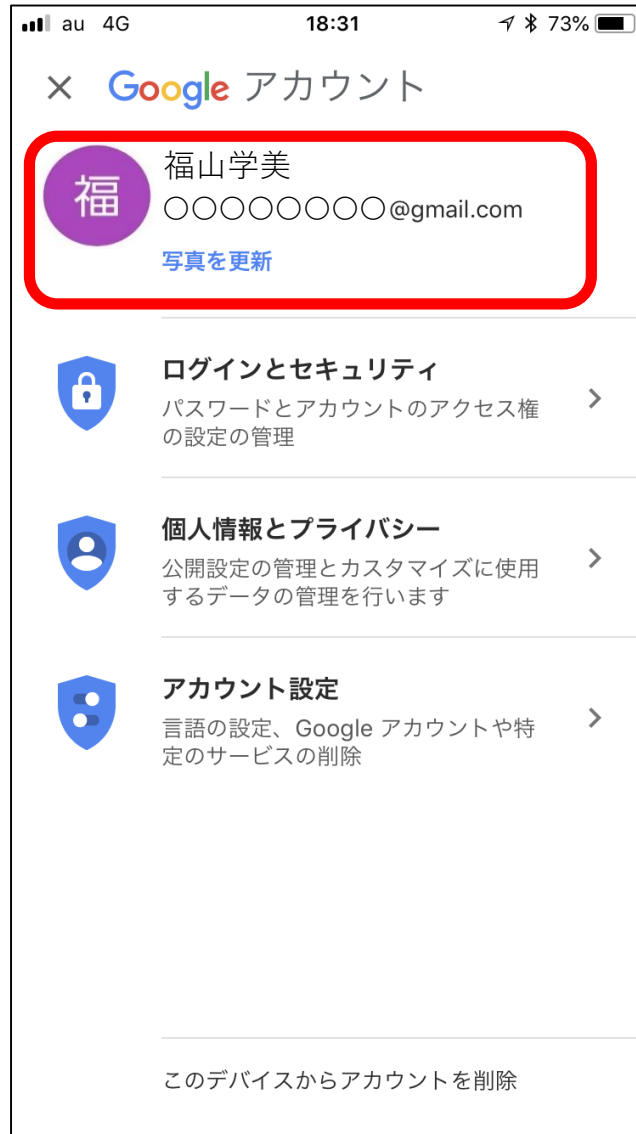 au 4G 18:31 73%
× Google アカウント
福
福山学美
○○○○○○○○@gmail.com
写真を更新
ログインとセキュリティ
パスワードとアカウントのアクセス権
の設定の管理
個人情報とプライバシー
公開設定の管理とカスタマイズに使用
するデータの管理を行います
アカウント設定
言語の設定、Google アカウントや特
定のサービスの削除
このデバイスからアカウントを削除